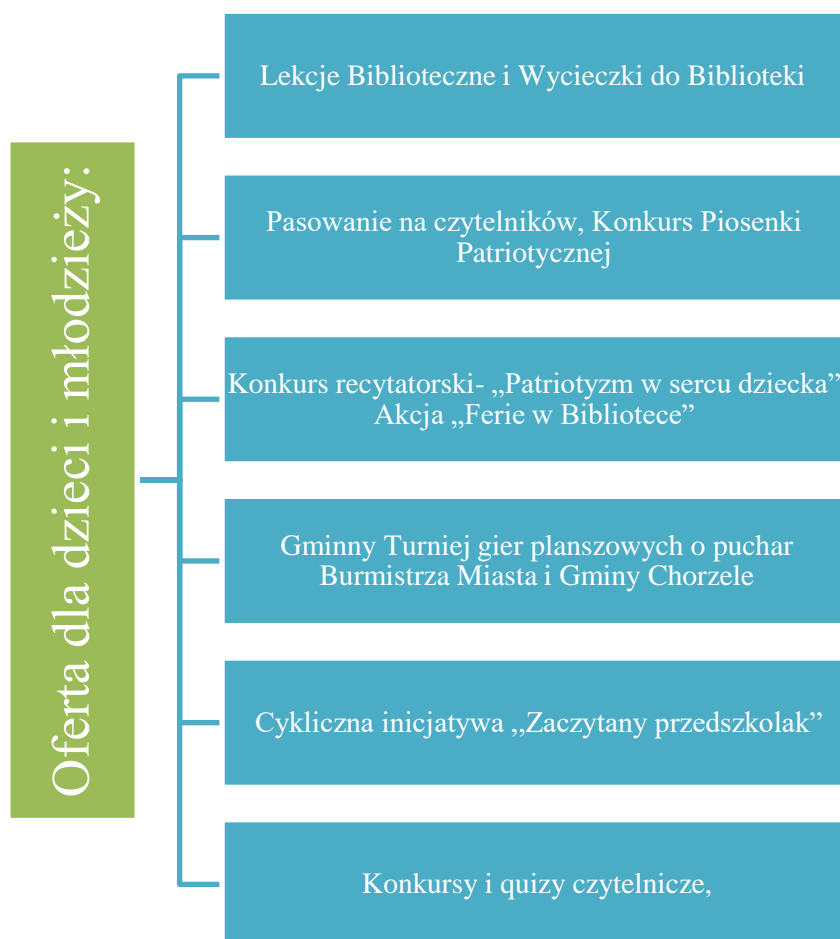 Oferta dla dzieci i młodzieży:
Lekcje Biblioteczne i Wycieczki do Biblioteki
Pasowanie na czytelników, Konkurs Piosenki
Patriotycznej
Konkurs recytatorski- „Patriotyzm w sercu dziecka”
Akcja „Ferie w Bibliotece”
Gminny Turniej gier planszowych o puchar
Burmistrza Miasta i Gminy Chorzele
Cykliczna inicjatywa „Zaczytany przedszkolak”
Konkursy i quizy czytelnicze,